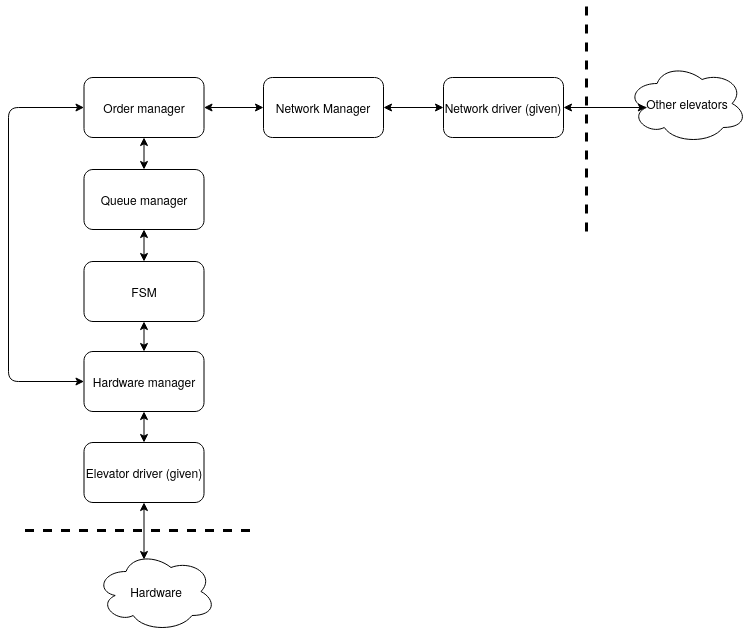 Order manager
Network Manager
Network driver (given)
Other elevators
Queue manager
FSM
Hardware manager
Elevator driver (given)
Hardware